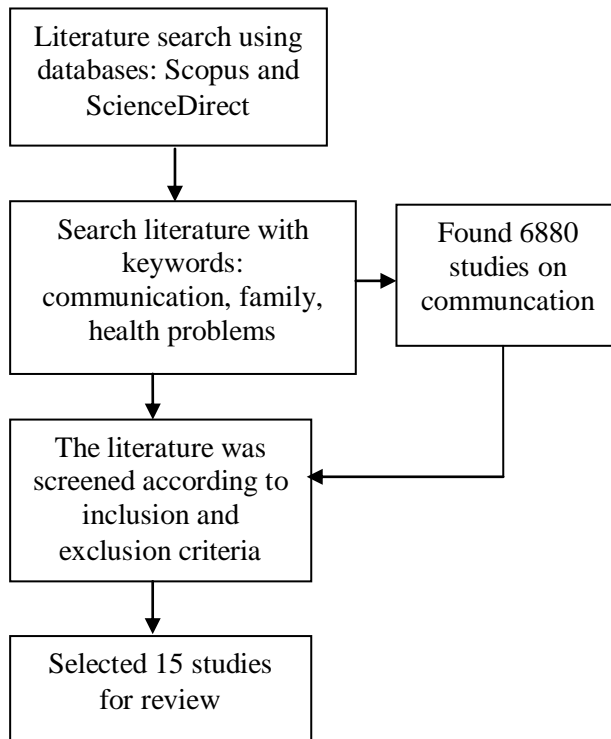 Literature search using
databases: Scopus and
ScienceDirect
Search literature with
keywords:
communication, family,
health problems
Found 6880
studies on
communcation
The literature was
screened according to
inclusion and
exclusion criteria
Selected 15 studies
for review